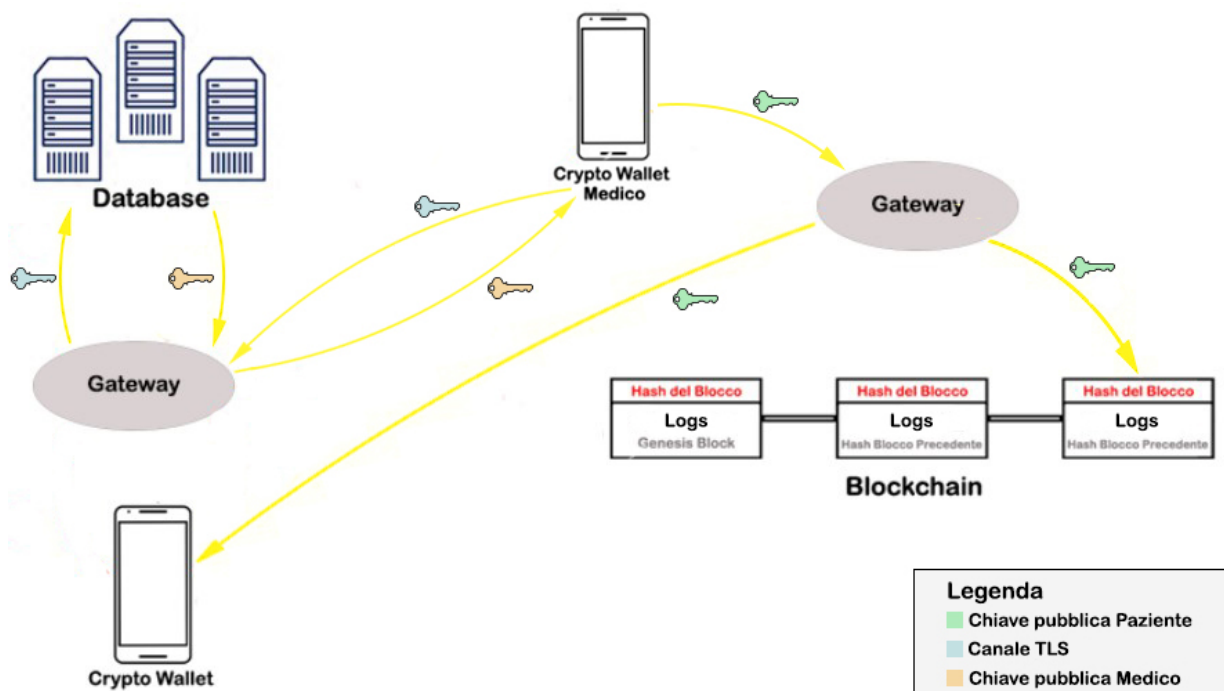 Database
Crypto Wallet
Medico
Gateway
Gateway
Hash del Blocco
Logs
Genesis Block
Hash del Blocco
Logs
Hash Blocco Precedente
Hash del Blocco
Logs
Hash Blocco Precedente
Blockchain
Crypto Wallet
Legenda
Chiave pubblica Paziente
Canale TLS
Chiave pubblica Medico